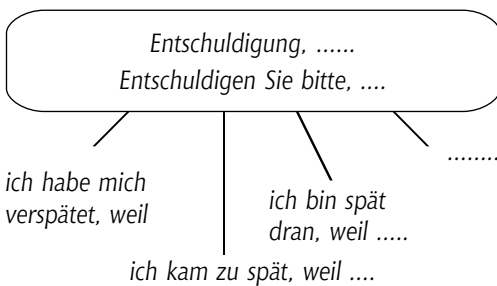 Entschuldigung, ......
Entschuldigen Sie bitte, ....
ich habe mich
verspätet, weil
ich kam zu spät, weil ....
ich bin spät
dran, weil .....
........